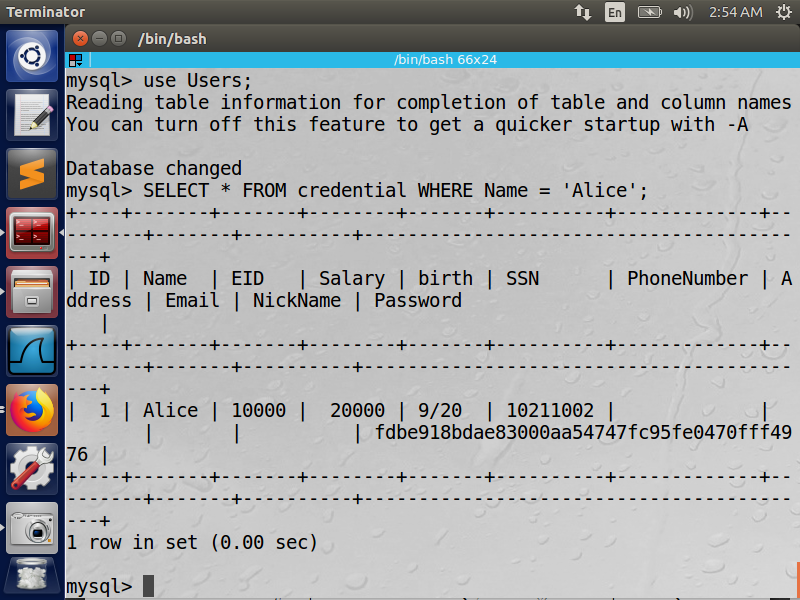 Terminator
En
2:54 AM
/bin/bash
/bin/bash 66x24
mysql> use Users;
Reading table information for completion of table and column names
You can turn off this feature to get a quicker startup with -A
Database changed
mysql> SELECT * FROM credential WHERE Name = 'Alice';
+----+-------+-------+--------+-------+----------+-------------+--
-------+-------+----------+---------------------------------------
---+
| ID | Name  | EID   | Salary | birth | SSN      | PhoneNumber | A
ddress | Email | NickName | Password
   |
+----+-------+-------+--------+-------+----------+-------------+--
-------+-------+----------+---------------------------------------
---+
|  1 | Alice | 10000 |  20000 | 9/20  | 10211002 |             |
       |       |          | fdbe918bdae83000aa54747fc95fe0470fff49
76 |
+----+-------+-------+--------+-------+----------+-------------+--
-------+-------+----------+---------------------------------------
---+
1 row in set (0.00 sec)
mysql>